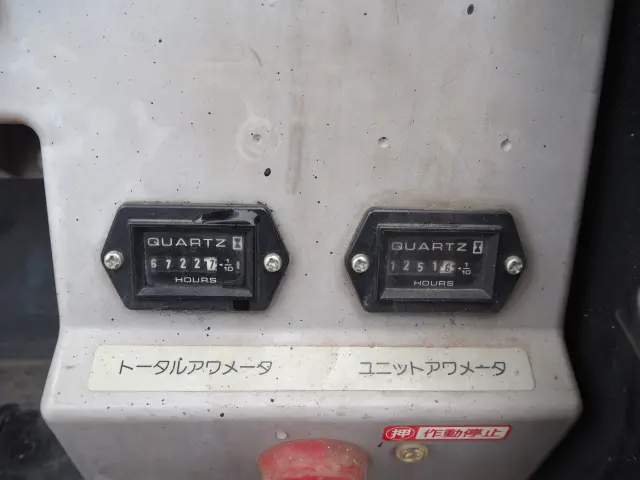 QUARTZ
67227 1/10
HOURS
QUARTZ
12516 1/10
HOURS
トータルアワメータ ユニットアワメータ
押 作動停止